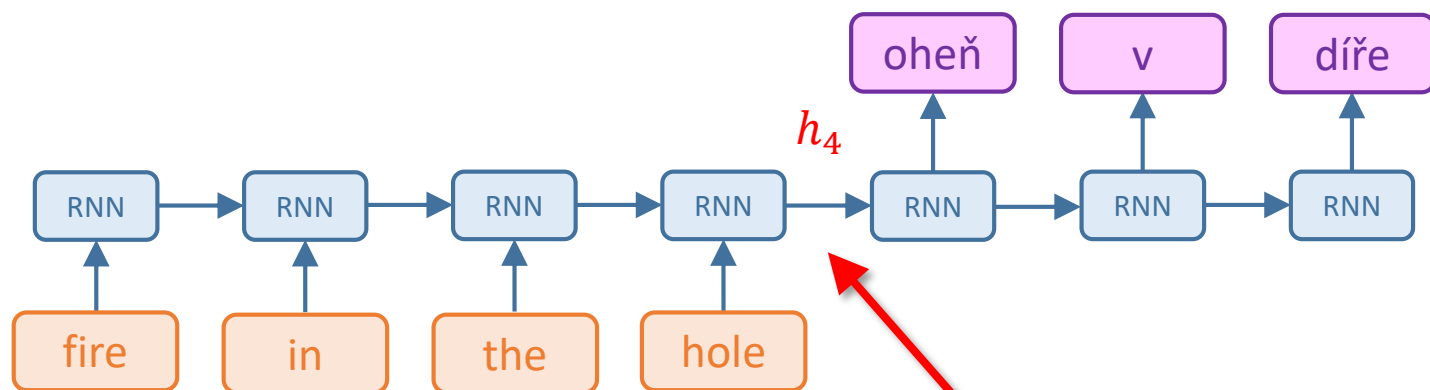 oheň v díře
h₄
RNN RNN RNN RNN RNN RNN RNN
fire in the hole